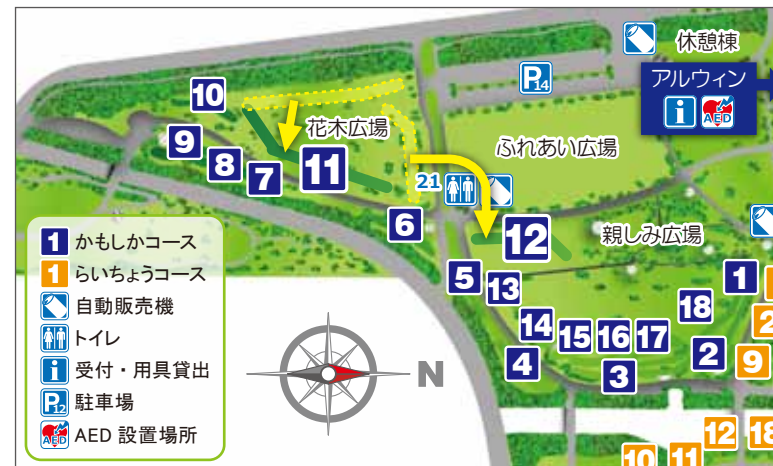 休憩棟
P14
アルウィン
i AED
10
花木広場
ふれあい広場
9
8
7
11
21
6
12
親しみ広場
5
13
1
18
14
15
16
17
2
4
3
9
12
18
10
11
1 かもしかコース
1 らいちょうコース
自動販売機
トイレ
i 受付・用具貸出
P12 駐車場
AED AED 設置場所
N